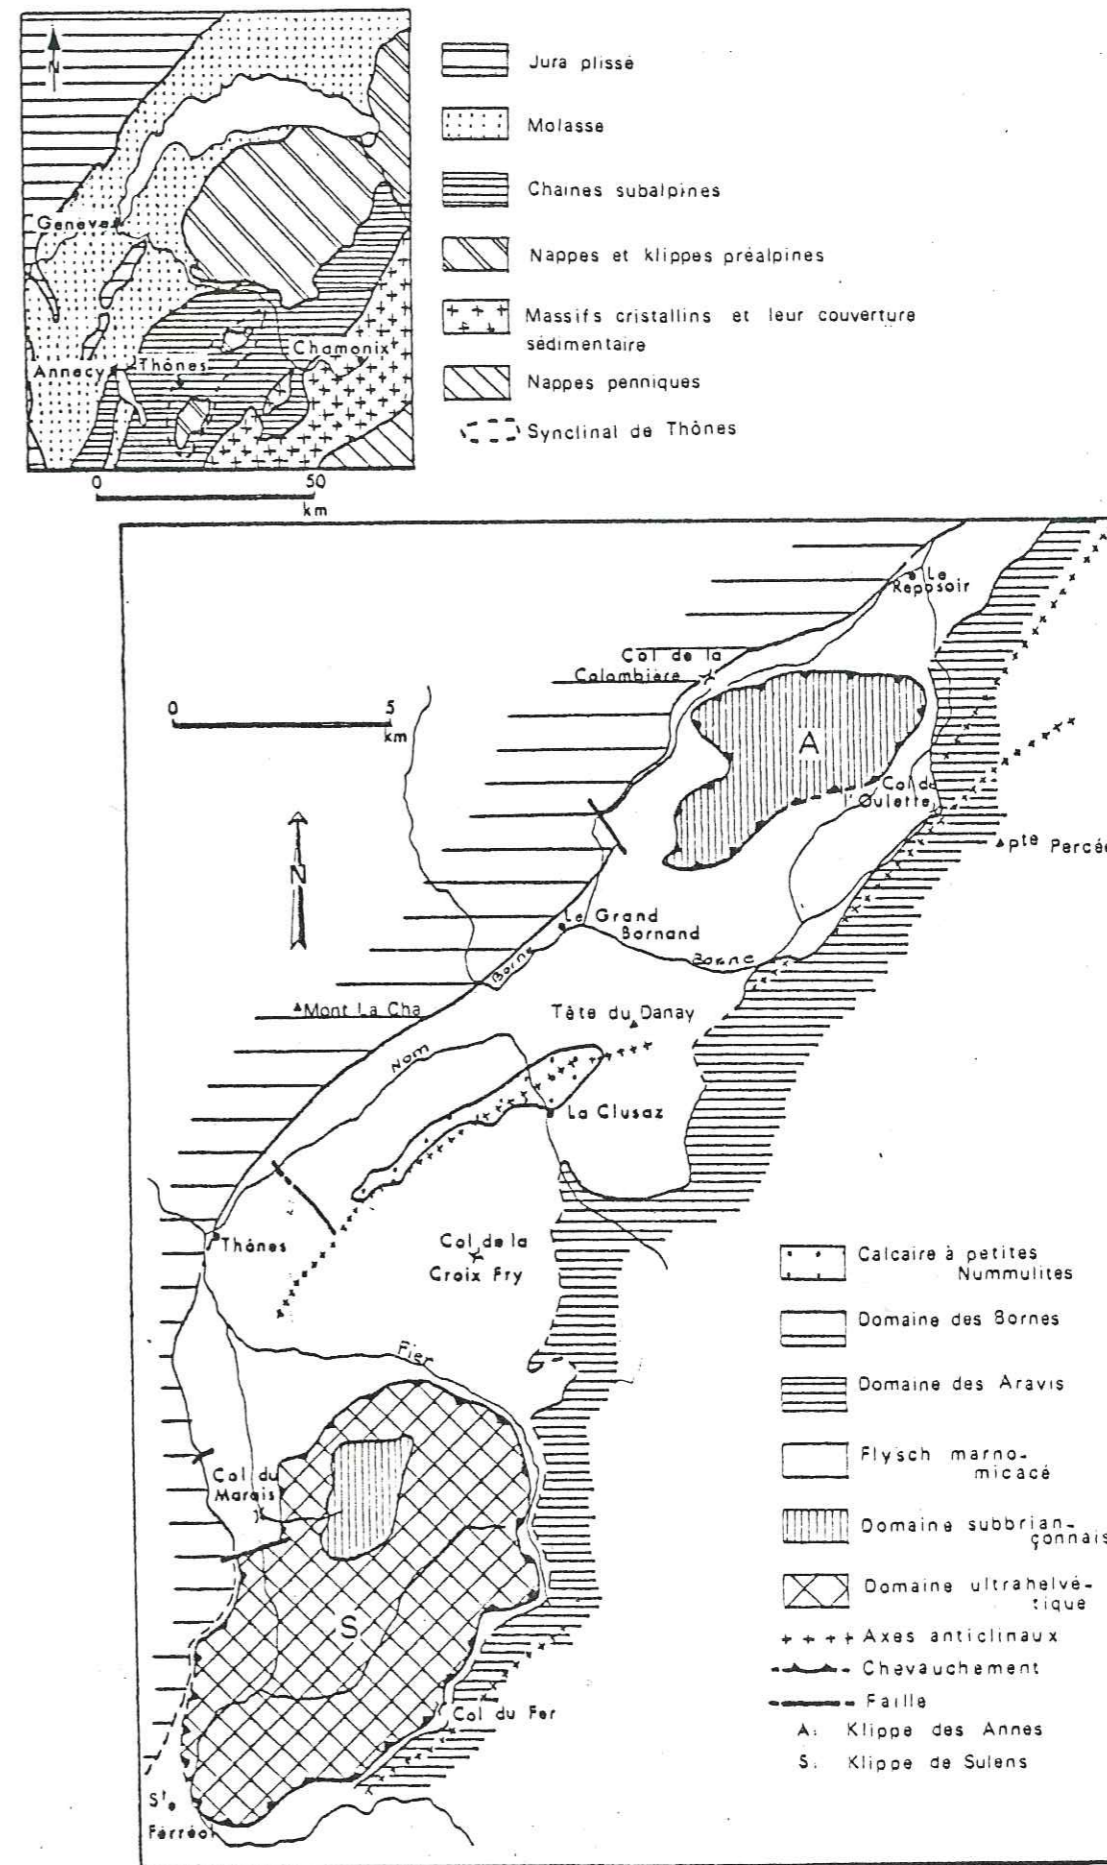 N
Genève
Annecy
Thônes
Chamonix
0 50
km
Jura plissé
Molasse
Chaînes subalpines
Nappes et klippes préalpines
Massifs cristallins et leur couverture
sédimentaire
Nappes penniques
Synclinal de Thônes
Le
Reposoir
Col de la
Colombière
0 5
km
A
Col de
l'Oulette
N
Pte Percée
Le Grand
Bornand
Borne
Borne
Mont La Cha
Tête du Danay
Nom
La Clusaz
Thônes
Col de la
Croix Fry
Fier
Col du
Marais
S
Col du Fer
Ste
Ferréol
Calcaire à petites
Nummulites
Domaine des Bornes
Domaine des Aravis
Flysch marno-
micacé
Domaine subbrian-
çonnais
Domaine ultrahelvé-
tique
Axes anticlinaux
Chevauchement
Faille
A: Klippe des Annes
S: Klippe de Sulens